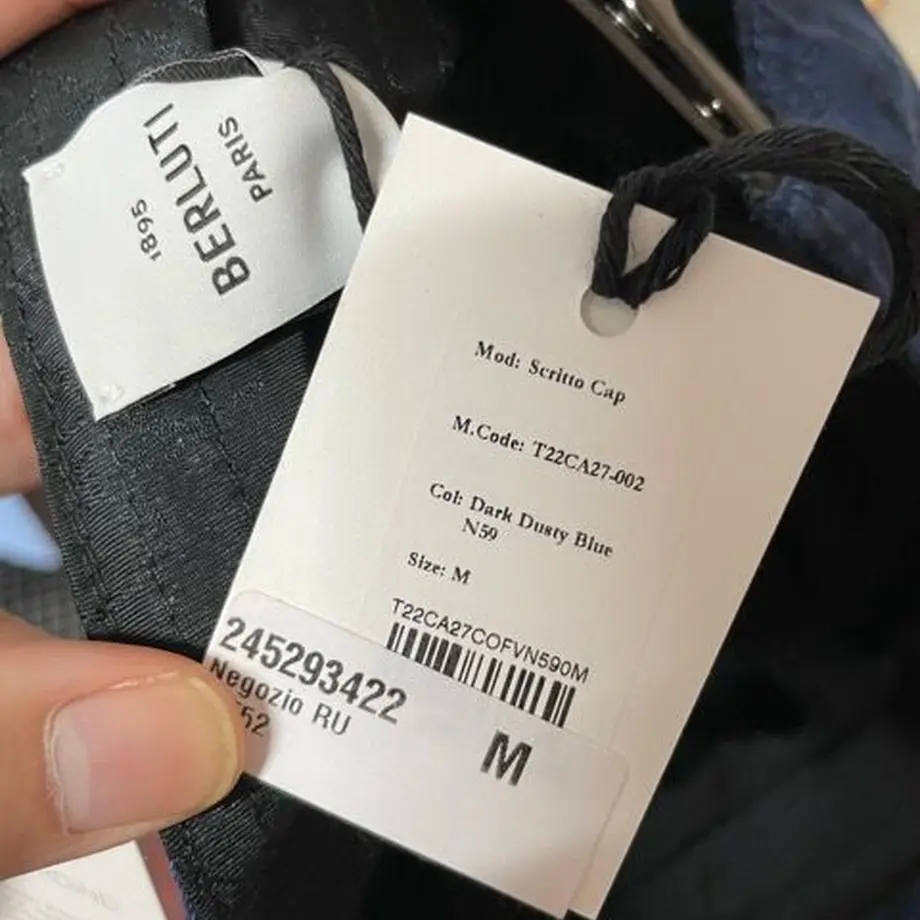 1895
BERLUTI
PARIS
Mod: Scritto Cap
M.Code: T22CA27-002
Col: Dark Dusty Blue
N59
Size: M
T22CA27COFVN590M
245293422
Negozio RU
52
M